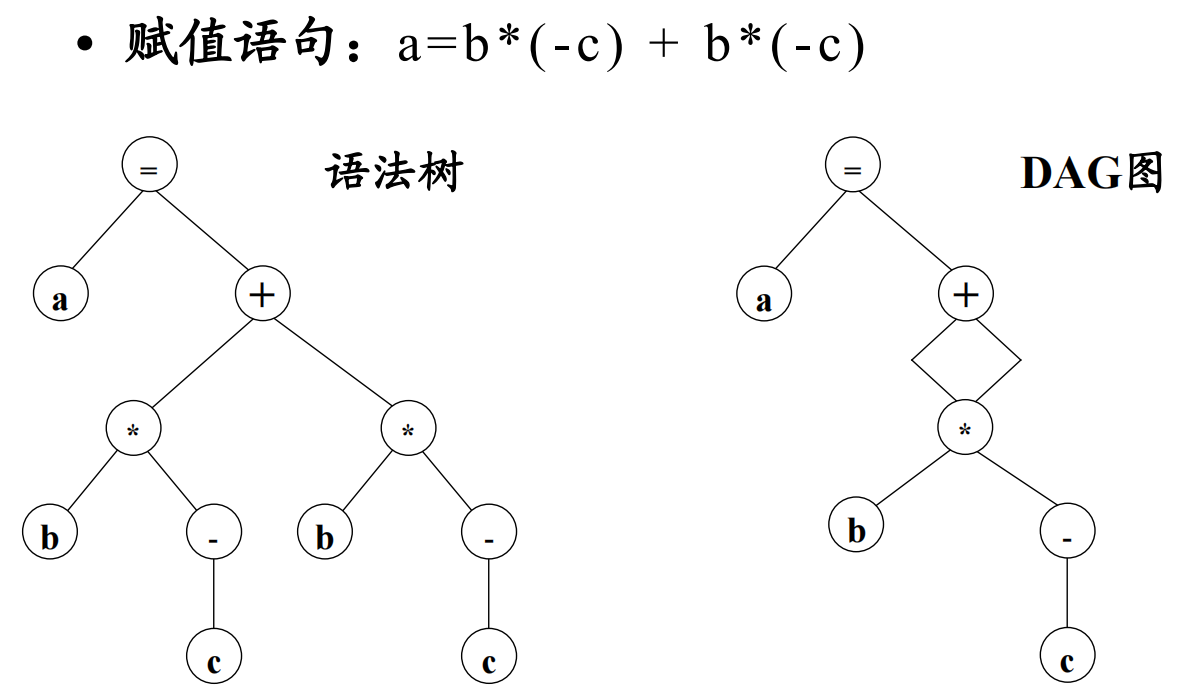 • 赋值语句：a=b*(-c) + b*(-c)
语法树
DAG图
= =
a + a +
* * *
b - b - b -
c c c